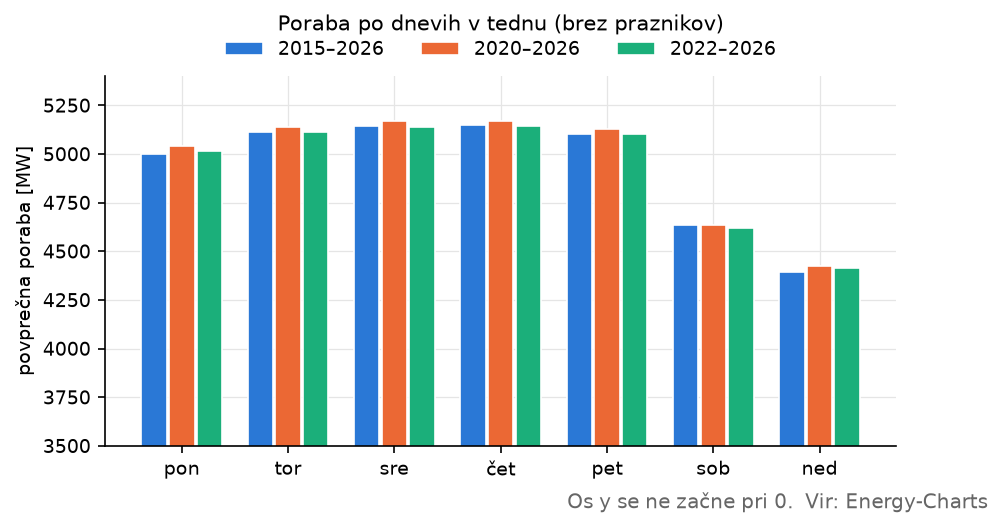 Poraba po dnevih v tednu (brez praznikov)
2015–2026 2020–2026 2022–2026
povprečna poraba [MW]
5250
5000
4750
4500
4250
4000
3750
3500
pon tor sre čet pet sob ned
Os y se ne začne pri 0. Vir: Energy-Charts